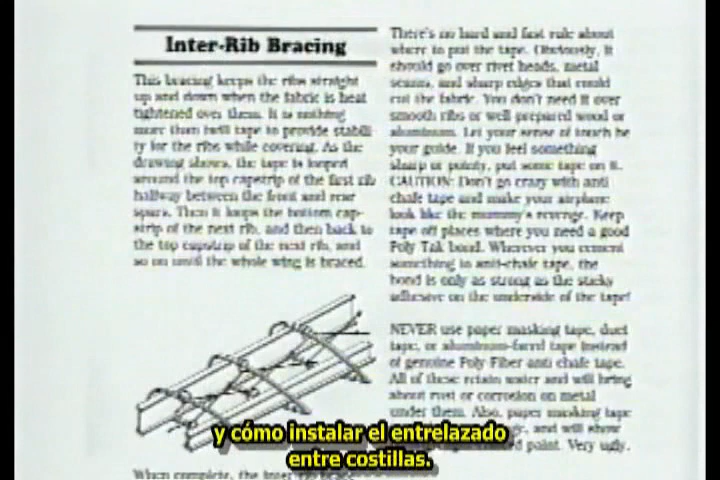 Inter-Rib Bracing
This bracing keeps the ribs straight
up and down when the fabric is heat
tightened over them. It is nothing
more than twill tape to provide stabili-
ty for the ribs while covering. As the
drawing shows, the tape is looped
around the top capstrip of the first rib
halfway between the front and rear
spars. Then it loops the bottom cap-
strip of the next rib, and then back to
the top capstrip of the next rib, and
so on until the whole wing is braced.
When complete, the inter-rib
There's no hard and fast rule about
where to put the tape. Obviously, it
should go over rivet heads, metal
seams, and sharp edges that could
cut the fabric. You don't need it over
smooth ribs or well-prepared wood or
aluminum. Let your sense of touch be
your guide. If you feel something
sharp or pointy, put some tape on it.
CAUTION: Don't go crazy with anti
chafe tape and make your airplane
look like the mummy's revenge. Keep
tape off places where you need a good
Poly Tak bond. Wherever you cement
something to anti-chafe tape, the
bond is only as strong as the sticky
adhesive on the underside of the tape!
NEVER use paper masking tape, duct
tape, or aluminum-faced tape instead
of genuine Poly Fiber anti chafe tape.
All of these retain water and will bring
about rust or corrosion on metal
under them. Also, paper masking tape
and will show
paint. Very ugly.
y cómo instalar el entrelazado
entre costillas.